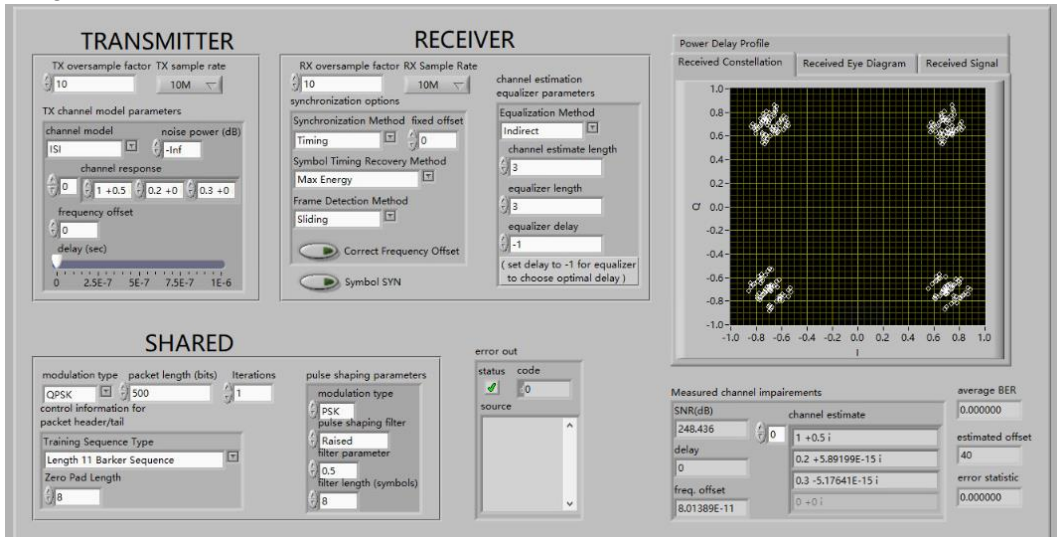 TRANSMITTER
TX oversample factor TX sample rate
10 10M
TX channel model parameters
channel model noise power (dB)
ISI -Inf
channel response
0 1 +0.5 0.2 +0 0.3 +0
frequency offset
0
delay (sec)
0 2.5E-7 5E-7 7.5E-7 1E-6
RECEIVER
RX oversample factor RX Sample Rate
10 10M
synchronization options
Synchronization Method fixed offset
Timing 0
Symbol Timing Recovery Method
Max Energy
Frame Detection Method
Sliding
Correct Frequency Offset
Symbol SYN
channel estimation
equalizer parameters
Equalization Method
Indirect
channel estimate length
3
equalizer length
3
equalizer delay
-1
( set delay to -1 for equalizer
to choose optimal delay )
Power Delay Profile
Received Constellation Received Eye Diagram Received Signal
1.0
0.8
0.6
0.4
0.2
0.0
-0.2
-0.4
-0.6
-0.8
-1.0
Q
-1.0 -0.8 -0.6 -0.4 -0.2 0.0 0.2 0.4 0.6 0.8 1.0
I
SHARED
modulation type packet length (bits) Iterations
QPSK 500 1
control information for
packet header/tail
Training Sequence Type
Length 11 Barker Sequence
Zero Pad Length
8
pulse shaping parameters
modulation type
PSK
pulse shaping filter
Raised
filter parameter
0.5
filter length (symbols)
8
error out
status code
0
source
Measured channel impairements
SNR(dB)
248.436
delay
0
freq. offset
8.01389E-11
channel estimate
0
1 +0.5 i
0.2 +5.89199E-15 i
0.3 -5.17641E-15 i
0 +0 i
average BER
0.000000
estimated offset
40
error statistic
0.000000